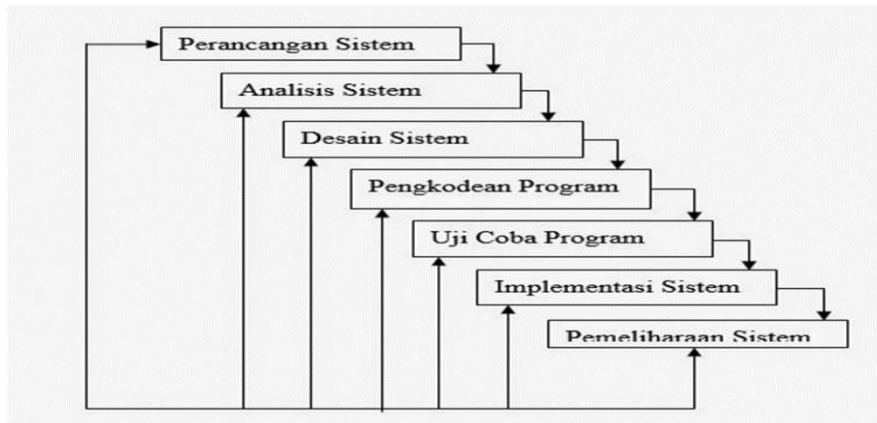 Perancangan Sistem
Analisis Sistem
Desain Sistem
Pengkodean Program
Uji Coba Program
Implementasi Sistem
Pemeliharaan Sistem